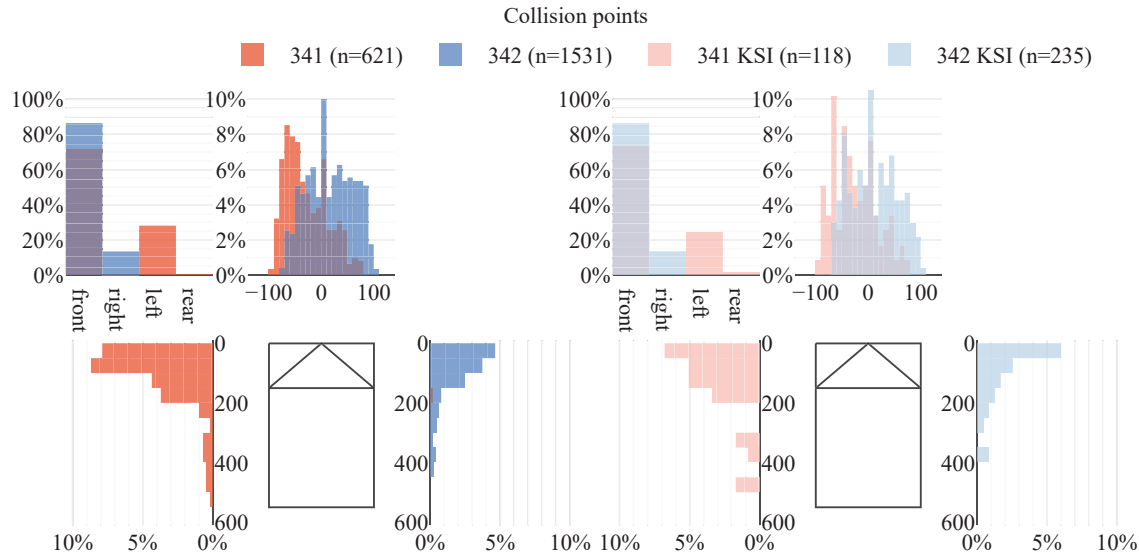 Collision points
341 (n=621) 342 (n=1531) 341 KSI (n=118) 342 KSI (n=235)
100% 10% 100% 10%
80% 8% 80% 8%
60% 6% 60% 6%
40% 4% 40% 4%
20% 2% 20% 2%
0% 0% 0% 0%
−100 0 100 −100 0 100
front right left rear front right left rear
0 0 0 0
200 200 200 200
400 400 400 400
600 600 600 600
10% 5% 0% 0% 5% 10% 10% 5% 0% 0% 5% 10%